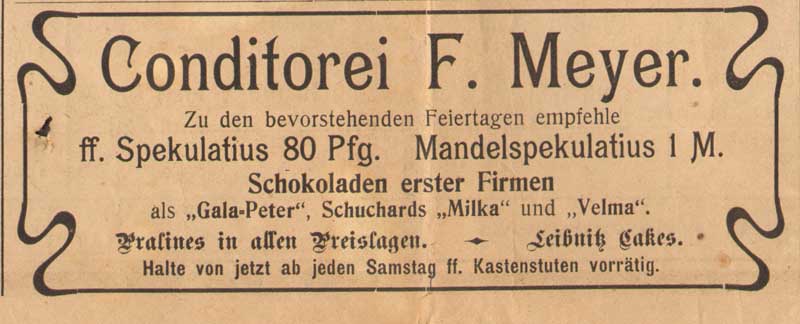 Conditorei F. Meyer.
Zu den bevorstehenden Feiertagen empfehle
ff. Spekulatius 80 Pfg. Mandelspekulatius 1 M.
Schokoladen erster Firmen
als „Gala-Peter“, Schuchards „Milka“ und „Velma“.
Pralines in allen Preislagen. Leibnitz Cakes.
Halte von jetzt ab jeden Samstag ff. Kastenstuten vorrätig.